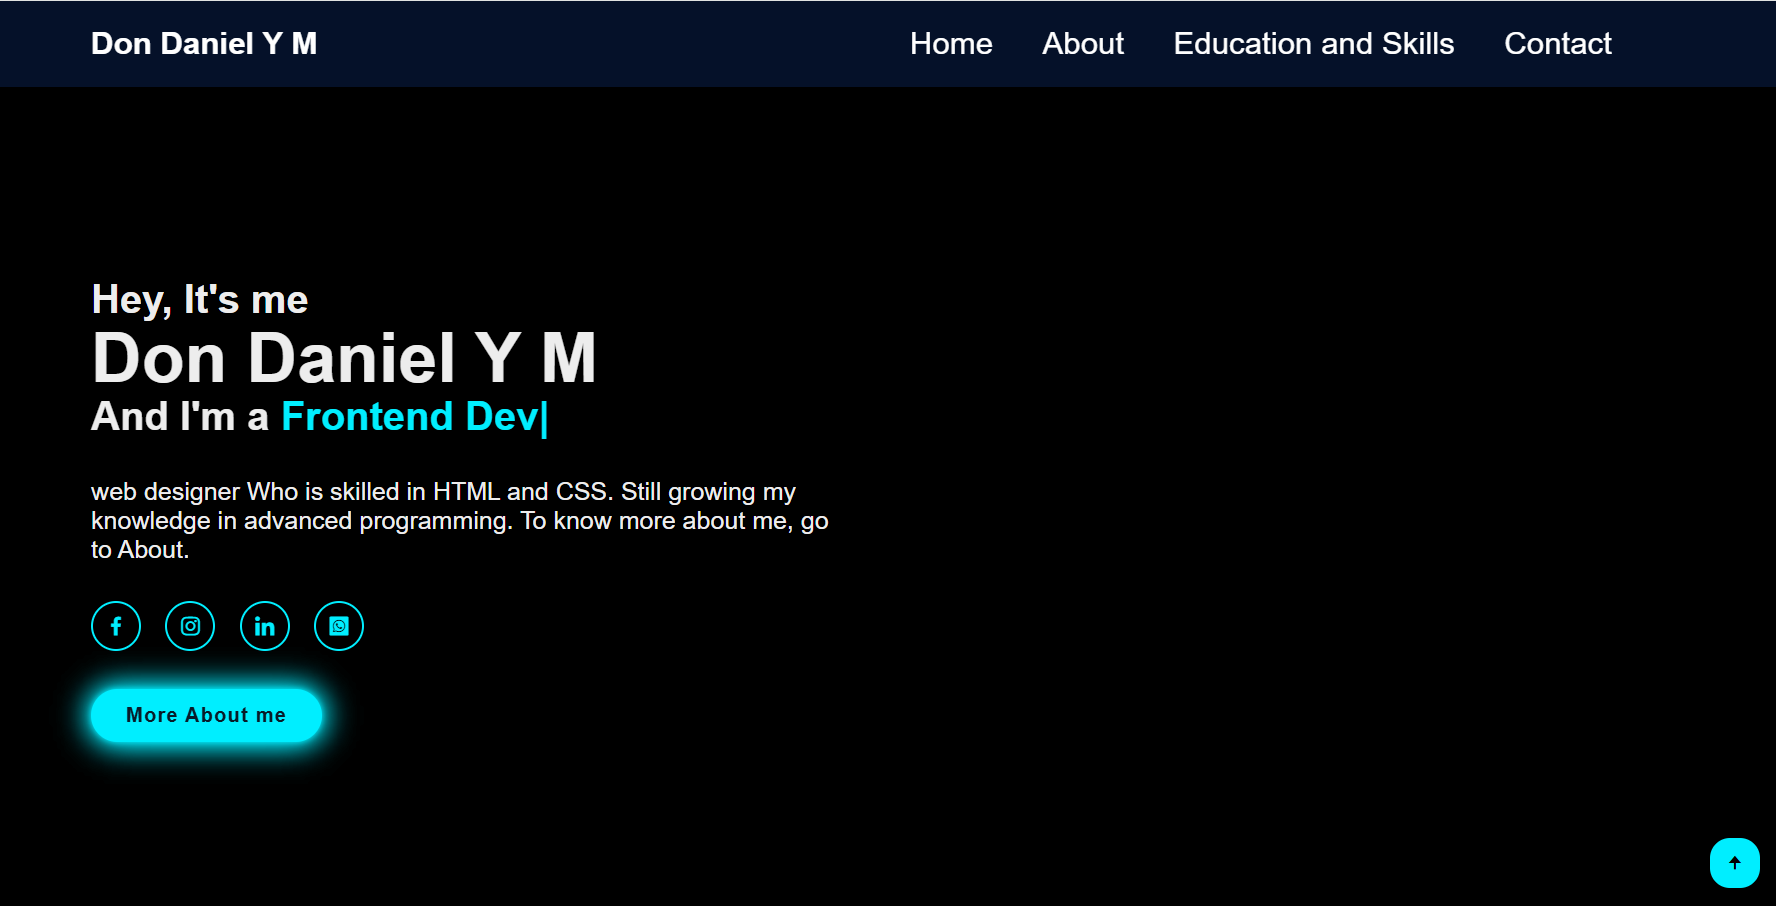 Don Daniel Y M
Home About Education and Skills Contact
Hey, It's me
Don Daniel Y M
And I'm a Frontend Dev|
web designer Who is skilled in HTML and CSS. Still growing my
knowledge in advanced programming. To know more about me, go
to About.
More About me